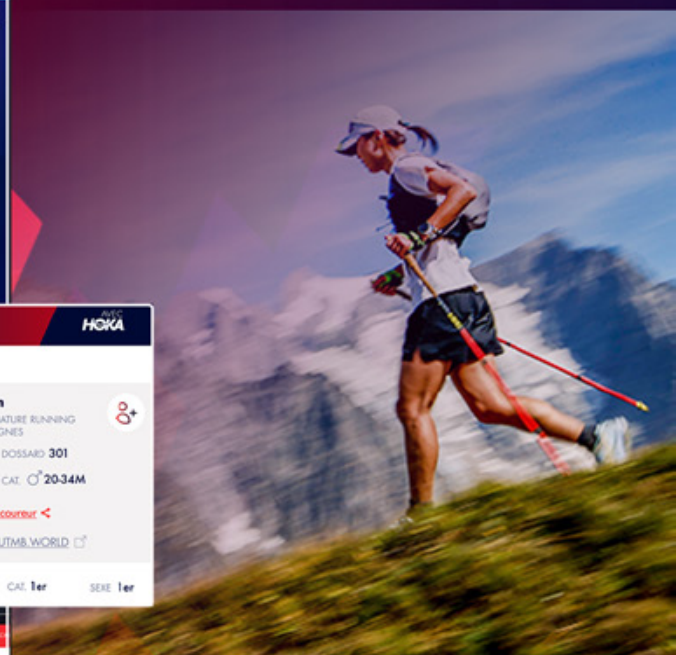 AVEC
HOKA
ATURE RUNNING
GNES
DOSSARD 301
CAT. ♂ 20-34M
coureur
UTMB.WORLD
CAT. 1er SEXE 1er